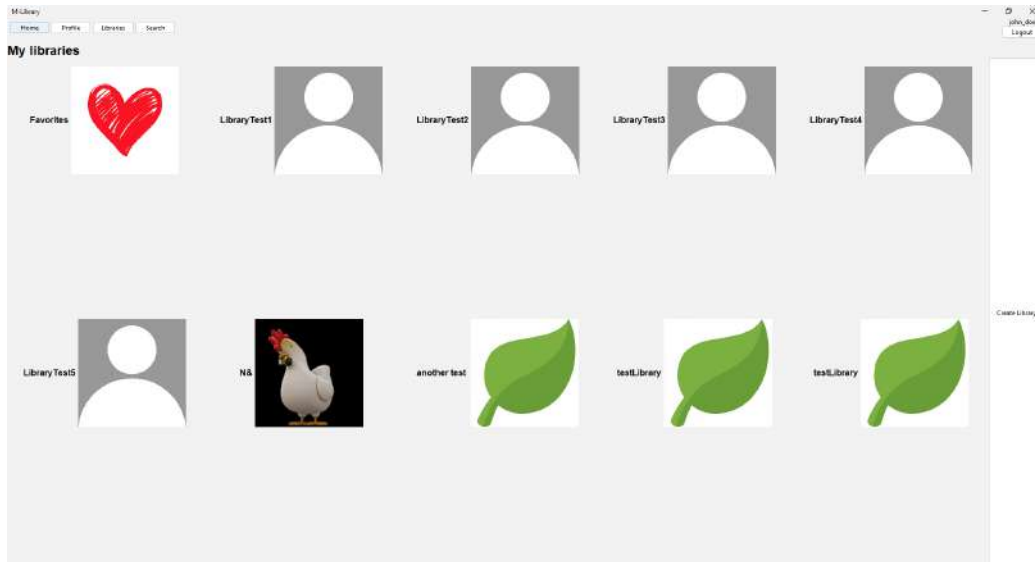 M-Library
john_doe
Home Profile Libraries Search
Logout
My libraries
Favorites LibraryTest1 LibraryTest2 LibraryTest3 LibraryTest4
LibraryTest5 N& another test testLibrary testLibrary
Create Library